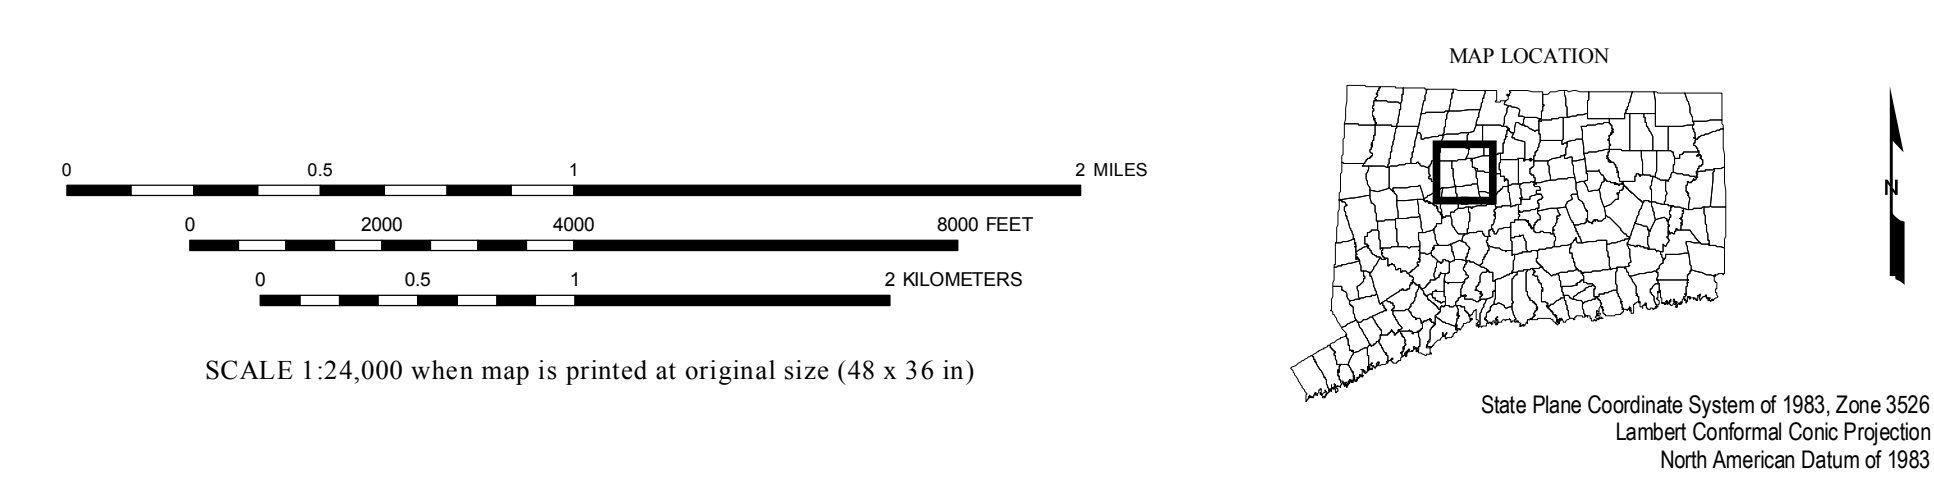 MAP LOCATION
0 0.5 1 2 MILES
0 2000 4000 8000 FEET
0 0.5 1 2 KILOMETERS
N
SCALE 1:24,000 when map is printed at original size (48 x 36 in)
State Plane Coordinate System of 1983, Zone 3526
Lambert Conformal Conic Projection
North American Datum of 1983